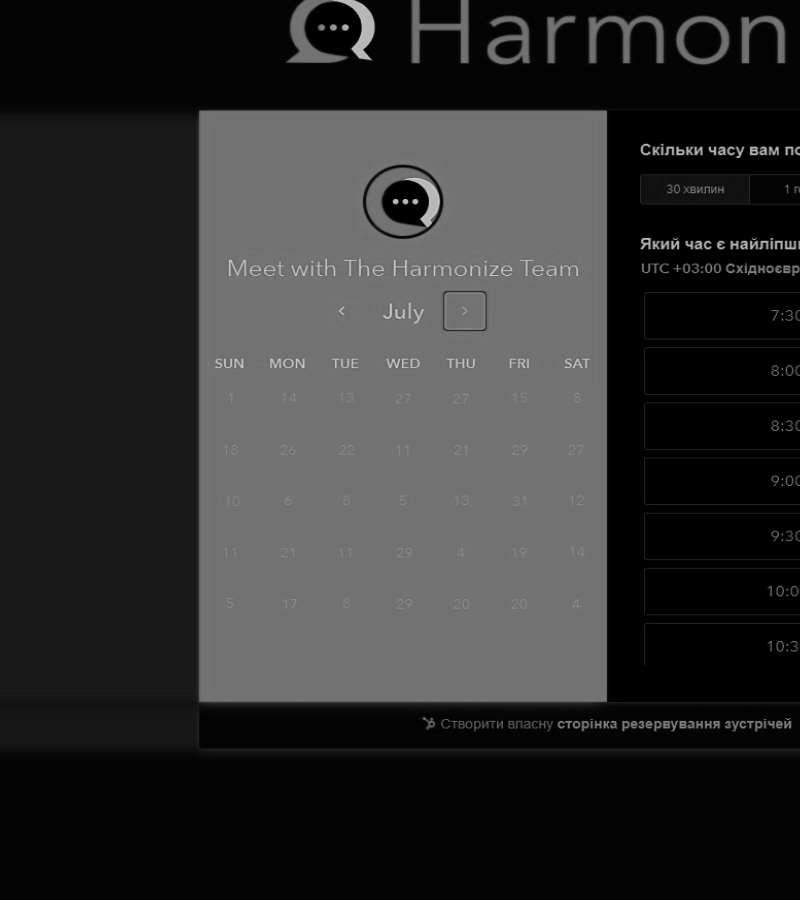 Harmon
Meet with The Harmonize Team
July
SUN MON TUE WED THU FRI SAT
1 14 13 27 27 15 8
18 26 22 11 21 29 27
10 6 8 5 13 31 12
11 21 11 29 4 19 14
5 17 8 29 20 20 4
Скільки часу вам по
30 хвилин 1 г
Який час є найліпши
UTC +03:00 Східноєвр
7:30
8:00
8:30
9:00
9:30
10:0
10:3
Створити власну сторінка резервування зустрічей